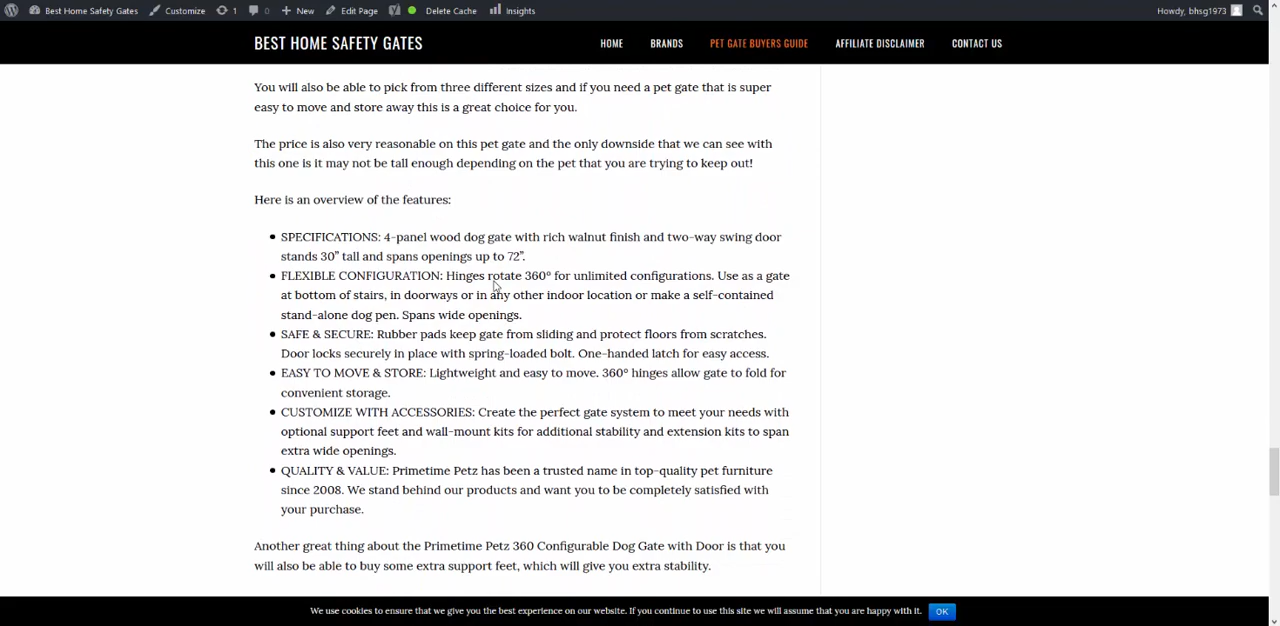 Best Home Safety Gates Customize 1 0 New Edit Page Delete Cache Insights Howdy, bhsg1973
BEST HOME SAFETY GATES HOME BRANDS PET GATE BUYERS GUIDE AFFILIATE DISCLAIMER CONTACT US
You will also be able to pick from three different sizes and if you need a pet gate that is super
easy to move and store away this is a great choice for you.
The price is also very reasonable on this pet gate and the only downside that we can see with
this one is it may not be tall enough depending on the pet that you are trying to keep out!
Here is an overview of the features:
SPECIFICATIONS: 4-panel wood dog gate with rich walnut finish and two-way swing door
stands 30” tall and spans openings up to 72”.
FLEXIBLE CONFIGURATION: Hinges rotate 360° for unlimited configurations. Use as a gate
at bottom of stairs, in doorways or in any other indoor location or make a self-contained
stand-alone dog pen. Spans wide openings.
SAFE & SECURE: Rubber pads keep gate from sliding and protect floors from scratches.
Door locks securely in place with spring-loaded bolt. One-handed latch for easy access.
EASY TO MOVE & STORE: Lightweight and easy to move. 360° hinges allow gate to fold for
convenient storage.
CUSTOMIZE WITH ACCESSORIES: Create the perfect gate system to meet your needs with
optional support feet and wall-mount kits for additional stability and extension kits to span
extra wide openings.
QUALITY & VALUE: Primetime Petz has been a trusted name in top-quality pet furniture
since 2008. We stand behind our products and want you to be completely satisfied with
your purchase.
Another great thing about the Primetime Petz 360 Configurable Dog Gate with Door is that you
will also be able to buy some extra support feet, which will give you extra stability.
We use cookies to ensure that we give you the best experience on our website. If you continue to use this site we will assume that you are happy with it. OK